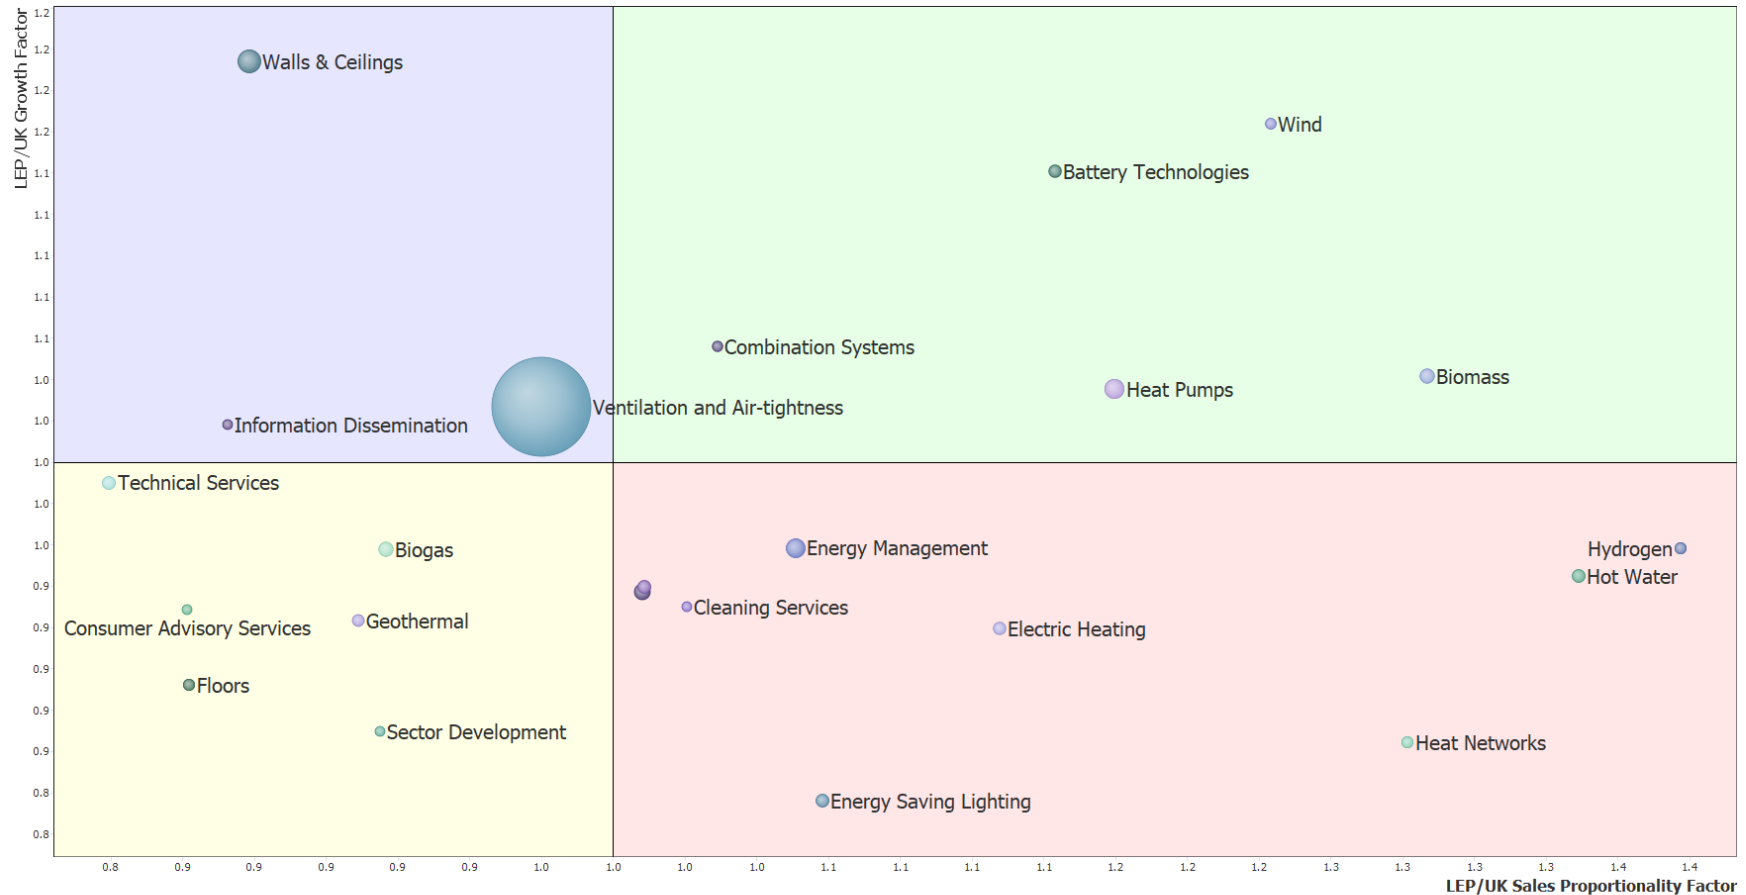 LEP/UK Growth Factor
1.2
1.2
1.2
1.2
1.1
1.1
1.1
1.1
1.1
1.0
1.0
1.0
1.0
1.0
0.9
0.9
0.9
0.9
0.9
0.8
0.8
Walls & Ceilings
Wind
Battery Technologies
Combination Systems
Biomass
Heat Pumps
Ventilation and Air-tightness
Information Dissemination
Technical Services
Biogas
Energy Management
Hydrogen
Hot Water
Cleaning Services
Geothermal
Consumer Advisory Services
Electric Heating
Floors
Sector Development
Heat Networks
Energy Saving Lighting
0.8 0.9 0.9 0.9 0.9 0.9 1.0 1.0 1.0 1.0 1.1 1.1 1.1 1.1 1.2 1.2 1.2 1.3 1.3 1.3 1.3 1.4 1.4
LEP/UK Sales Proportionality Factor